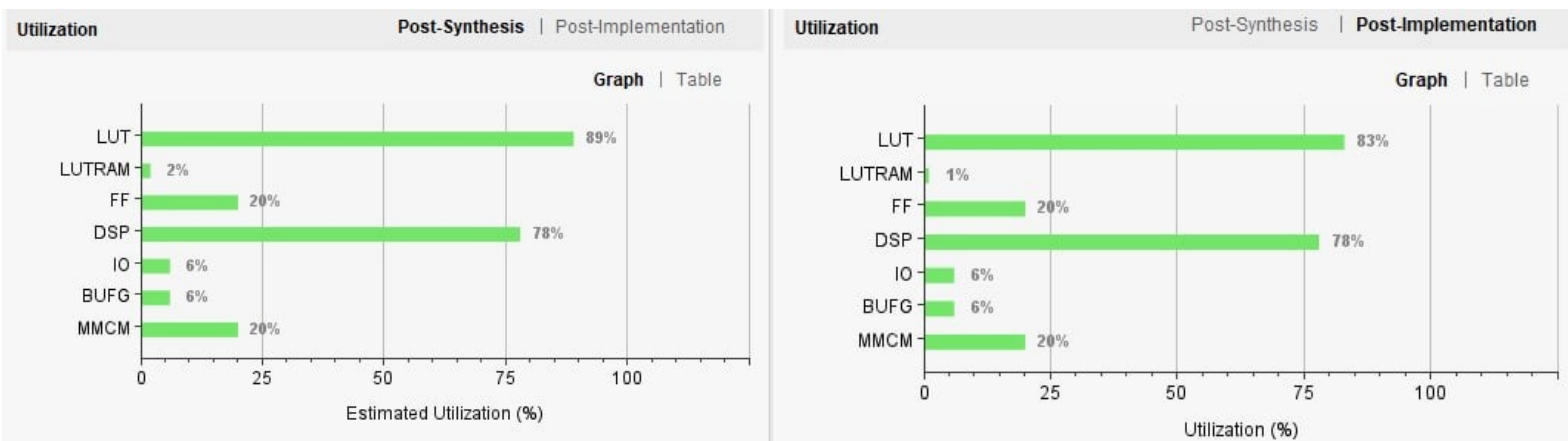 Utilization
Post-Synthesis | Post-Implementation
Graph | Table
LUT 89%
LUTRAM 2%
FF 20%
DSP 78%
IO 6%
BUFG 6%
MMCM 20%
0 25 50 75 100
Estimated Utilization (%)
Utilization
Post-Synthesis | Post-Implementation
Graph | Table
LUT 83%
LUTRAM 1%
FF 20%
DSP 78%
IO 6%
BUFG 6%
MMCM 20%
0 25 50 75 100
Utilization (%)